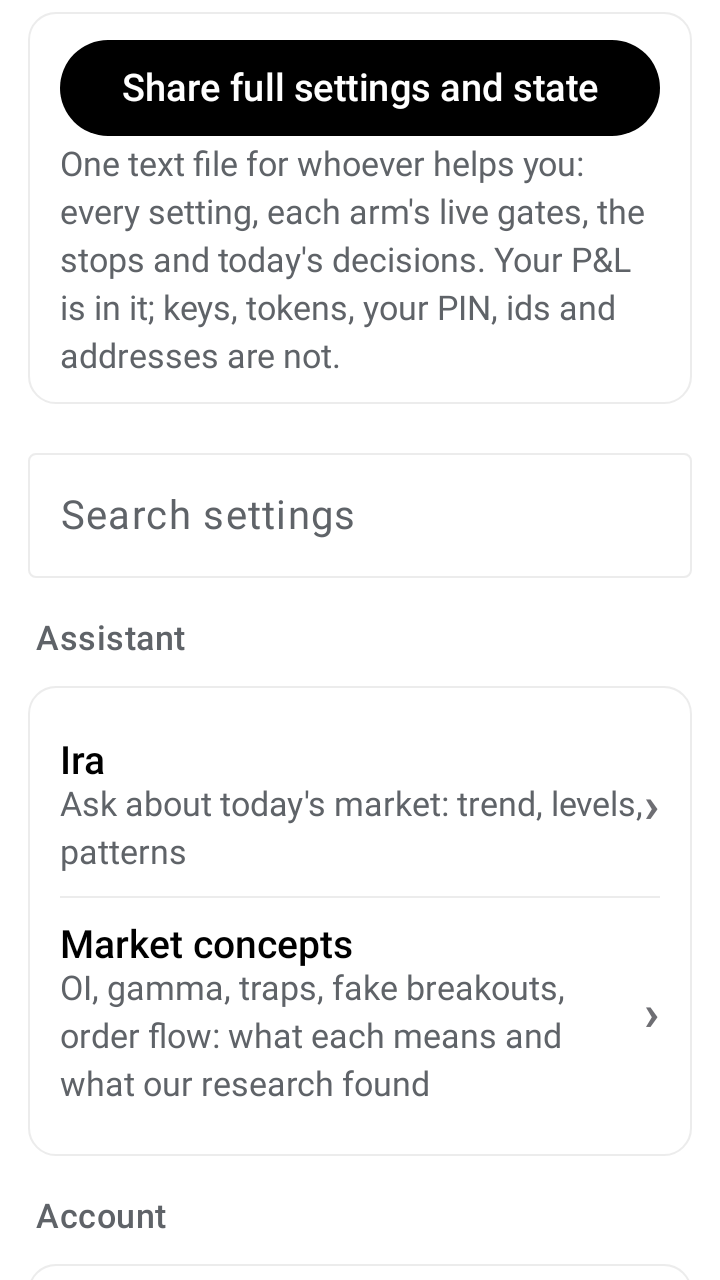 Share full settings and state
One text file for whoever helps you:
every setting, each arm's live gates, the
stops and today's decisions. Your P&L
is in it; keys, tokens, your PIN, ids and
addresses are not.
Search settings
Assistant
Ira
Ask about today's market: trend, levels,
patterns
Market concepts
OI, gamma, traps, fake breakouts,
order flow: what each means and
what our research found
Account